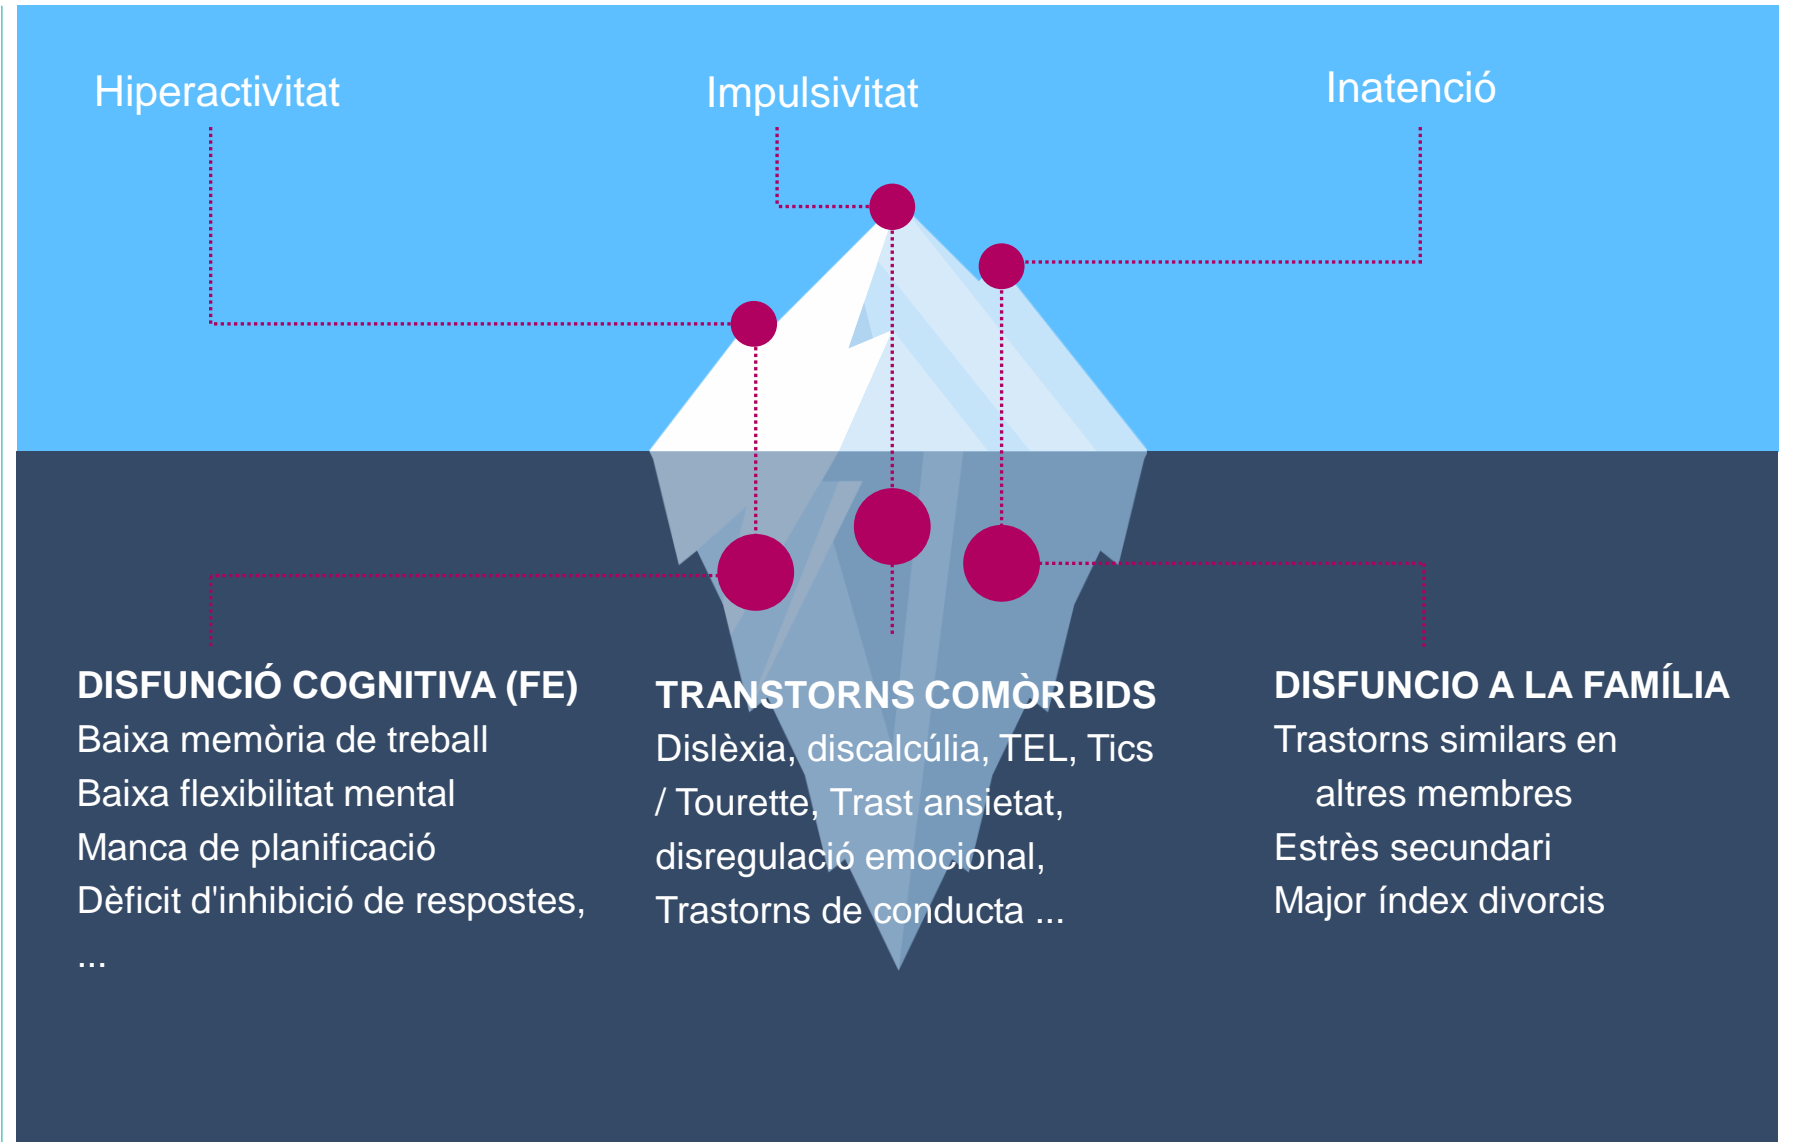 Hiperactivitat
Impulsivitat
Inatenció
DISFUNCIÓ COGNITIVA (FE)
Baixa memòria de treball
Baixa flexibilitat mental
Manca de planificació
Dèficit d'inhibició de respostes,
...
TRANSTORNS COMÒRBIDS
Dislèxia, discalcúlia, TEL, Tics
/ Tourette, Trast ansietat,
disregulació emocional,
Trastorns de conducta ...
DISFUNCIO A LA FAMÍLIA
Trastorns similars en
altres membres
Estrès secundari
Major índex divorcis